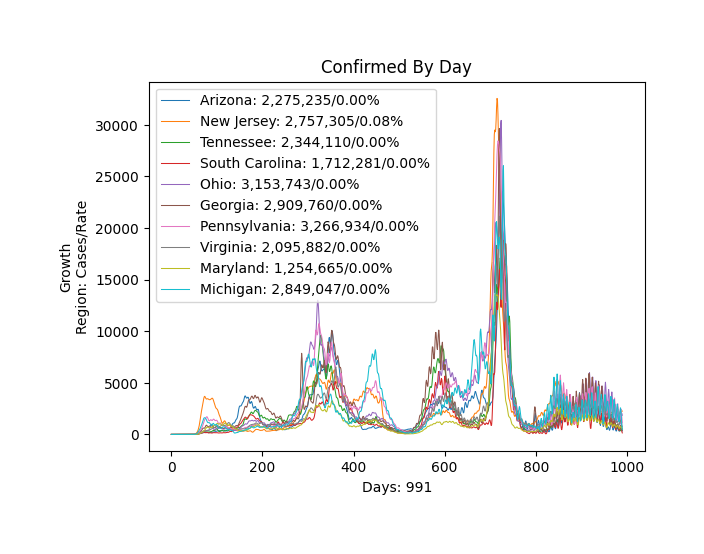 Confirmed By Day
Growth
Region: Cases/Rate
30000
25000
20000
15000
10000
5000
0
Arizona: 2,275,235/0.00%
New Jersey: 2,757,305/0.08%
Tennessee: 2,344,110/0.00%
South Carolina: 1,712,281/0.00%
Ohio: 3,153,743/0.00%
Georgia: 2,909,760/0.00%
Pennsylvania: 3,266,934/0.00%
Virginia: 2,095,882/0.00%
Maryland: 1,254,665/0.00%
Michigan: 2,849,047/0.00%
0 200 400 600 800 1000
Days: 991